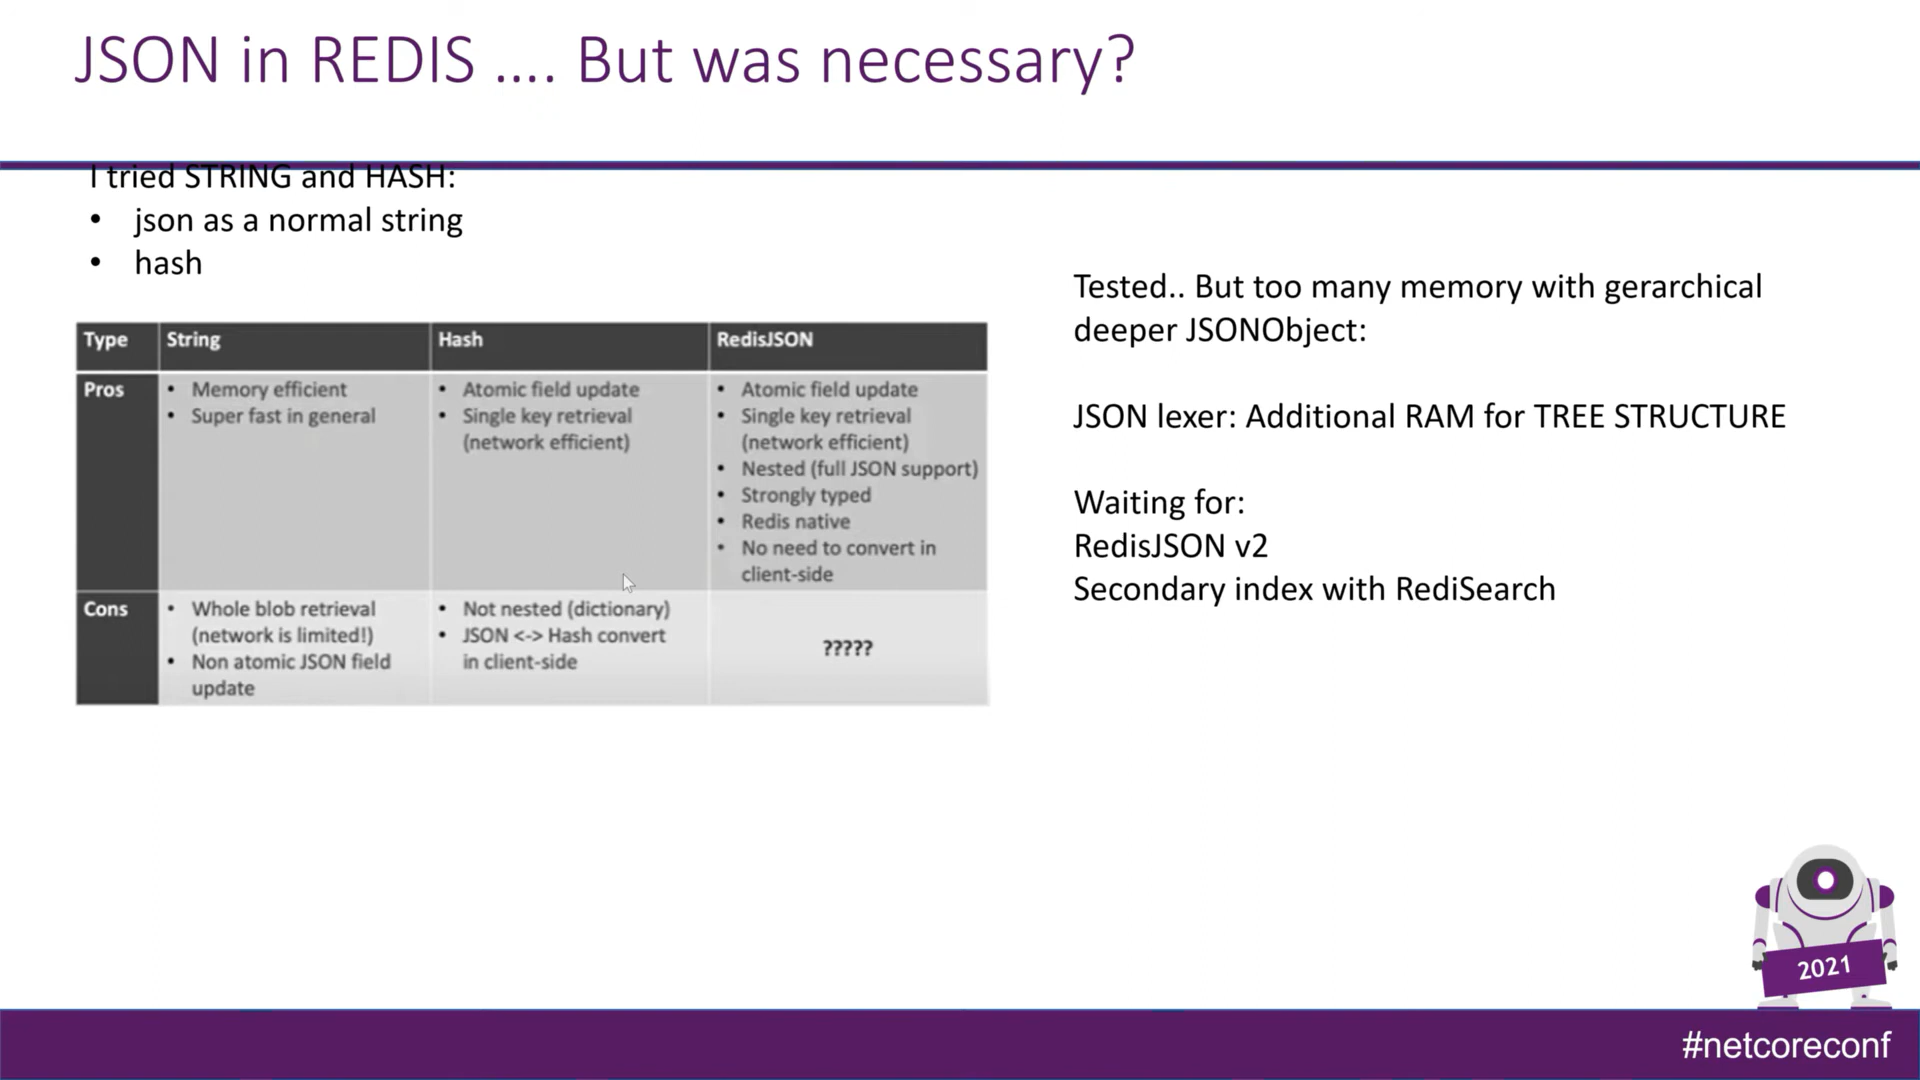 JSON in REDIS .... But was necessary?
I tried STRING and HASH:
• json as a normal string
• hash
Type String Hash RedisJSON
Pros
• Memory efficient
• Super fast in general
• Atomic field update
• Single key retrieval
(network efficient)
• Atomic field update
• Single key retrieval
(network efficient)
• Nested (full JSON support)
• Strongly typed
• Redis native
• No need to convert in
client-side
Cons
• Whole blob retrieval
(network is limited!)
• Non atomic JSON field
update
• Not nested (dictionary)
• JSON <-> Hash convert
in client-side
?????
Tested.. But too many memory with gerarchical
deeper JSONObject:
JSON lexer: Additional RAM for TREE STRUCTURE
Waiting for:
RedisJSON v2
Secondary index with RediSearch
2021
#netcoreconf